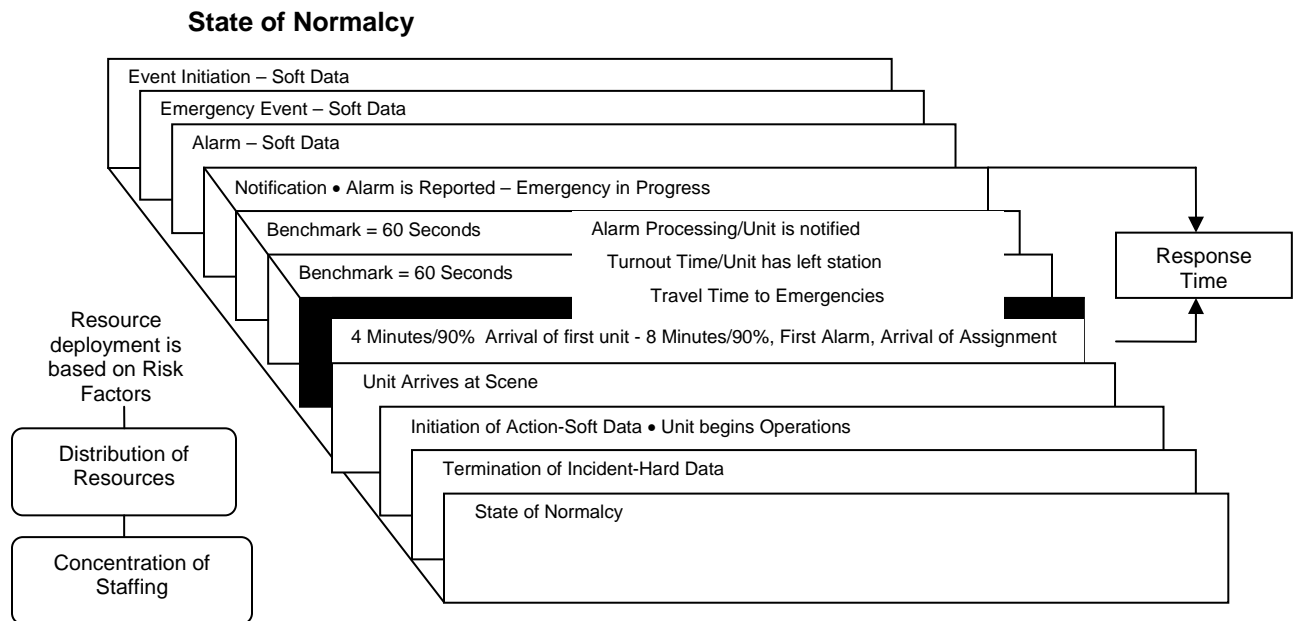 State of Normalcy
Event Initiation – Soft Data
Emergency Event – Soft Data
Alarm – Soft Data
Notification • Alarm is Reported – Emergency in Progress
Benchmark = 60 Seconds
Alarm Processing/Unit is notified
Benchmark = 60 Seconds
Turnout Time/Unit has left station
Travel Time to Emergencies
4 Minutes/90% Arrival of first unit - 8 Minutes/90%, First Alarm, Arrival of Assignment
Unit Arrives at Scene
Initiation of Action-Soft Data • Unit begins Operations
Termination of Incident-Hard Data
State of Normalcy
Response
Time
Resource
deployment is
based on Risk
Factors
Distribution of
Resources
Concentration of
Staffing